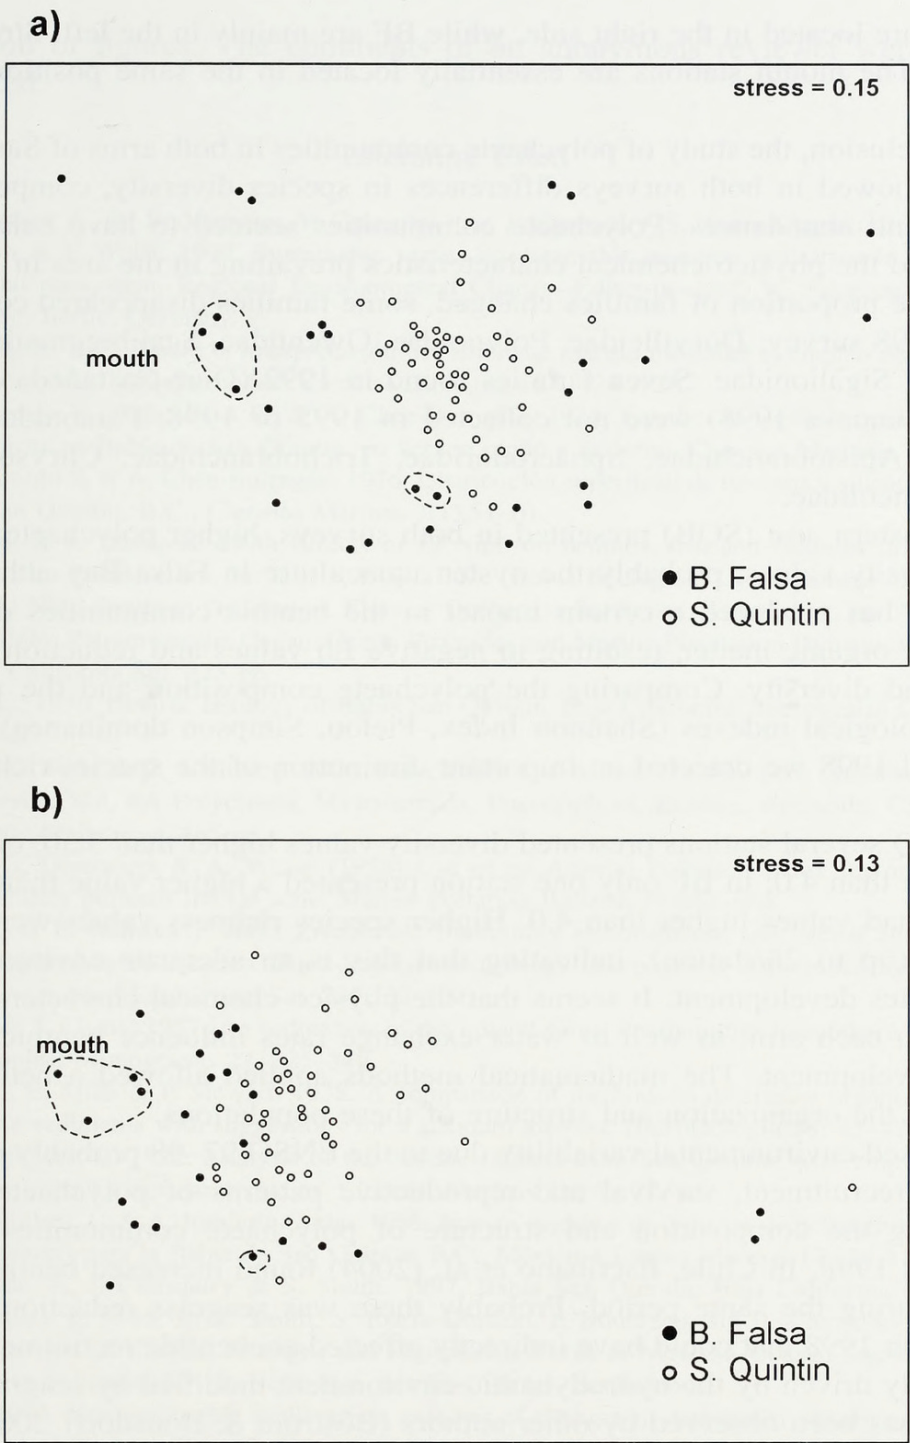 a)
stress = 0.15
mouth
B. Falsa
S. Quintin
b)
stress = 0.13
mouth
B. Falsa
S. Quintin